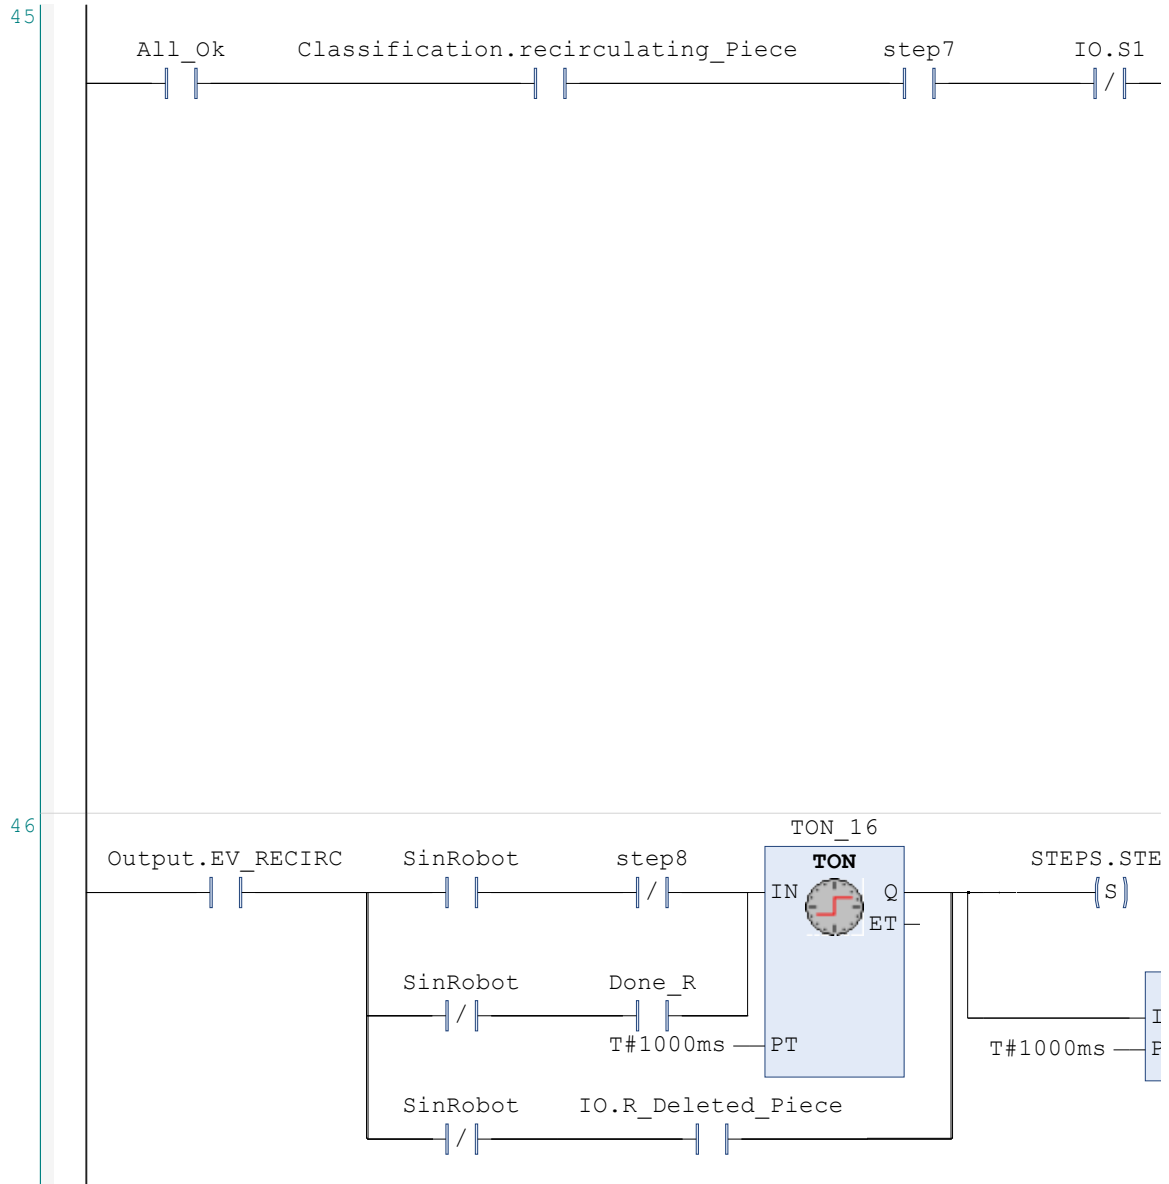 45
All_Ok Classification.recirculating_Piece step7 IO.S1
/
46
TON_16
Output.EV_RECIRC SinRobot step8 TON STEPS.STE
/ IN Q S
ET
SinRobot Done_R
/ I
T#1000ms PT T#1000ms P
SinRobot IO.R_Deleted_Piece
/